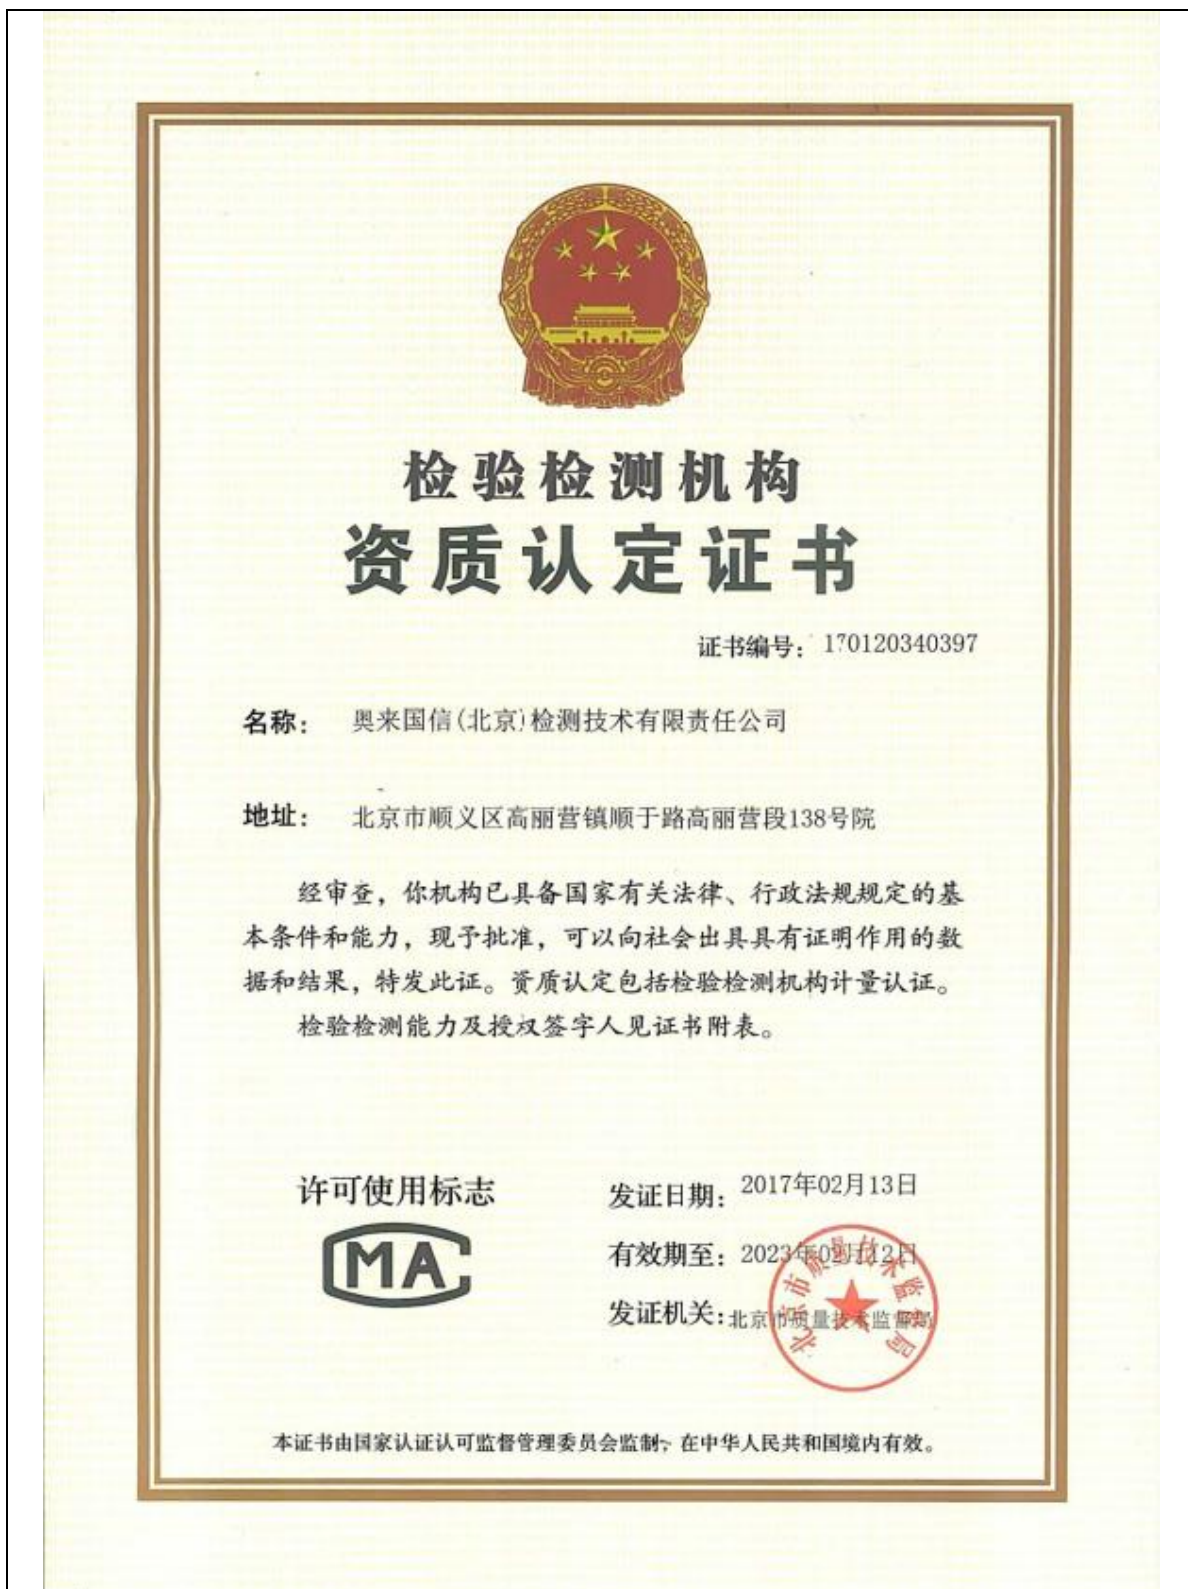 检验检测机构
资质认定证书
证书编号：170120340397
名称：奥来国信(北京)检测技术有限责任公司
地址：北京市顺义区高丽营镇顺于路高丽营段138号院
经审查，你机构已具备国家有关法律、行政法规规定的基
本条件和能力，现予批准，可以向社会出具具有证明作用的数
据和结果，特发此证。资质认定包括检验检测机构计量认证。
检验检测能力及授权签字人见证书附表。
许可使用标志
MA
发证日期：2017年02月13日
有效期至：2023年02月12日
发证机关：北京市质量技术监督局
北京市质量技术监督局
本证书由国家认证认可监督管理委员会监制，在中华人民共和国境内有效。